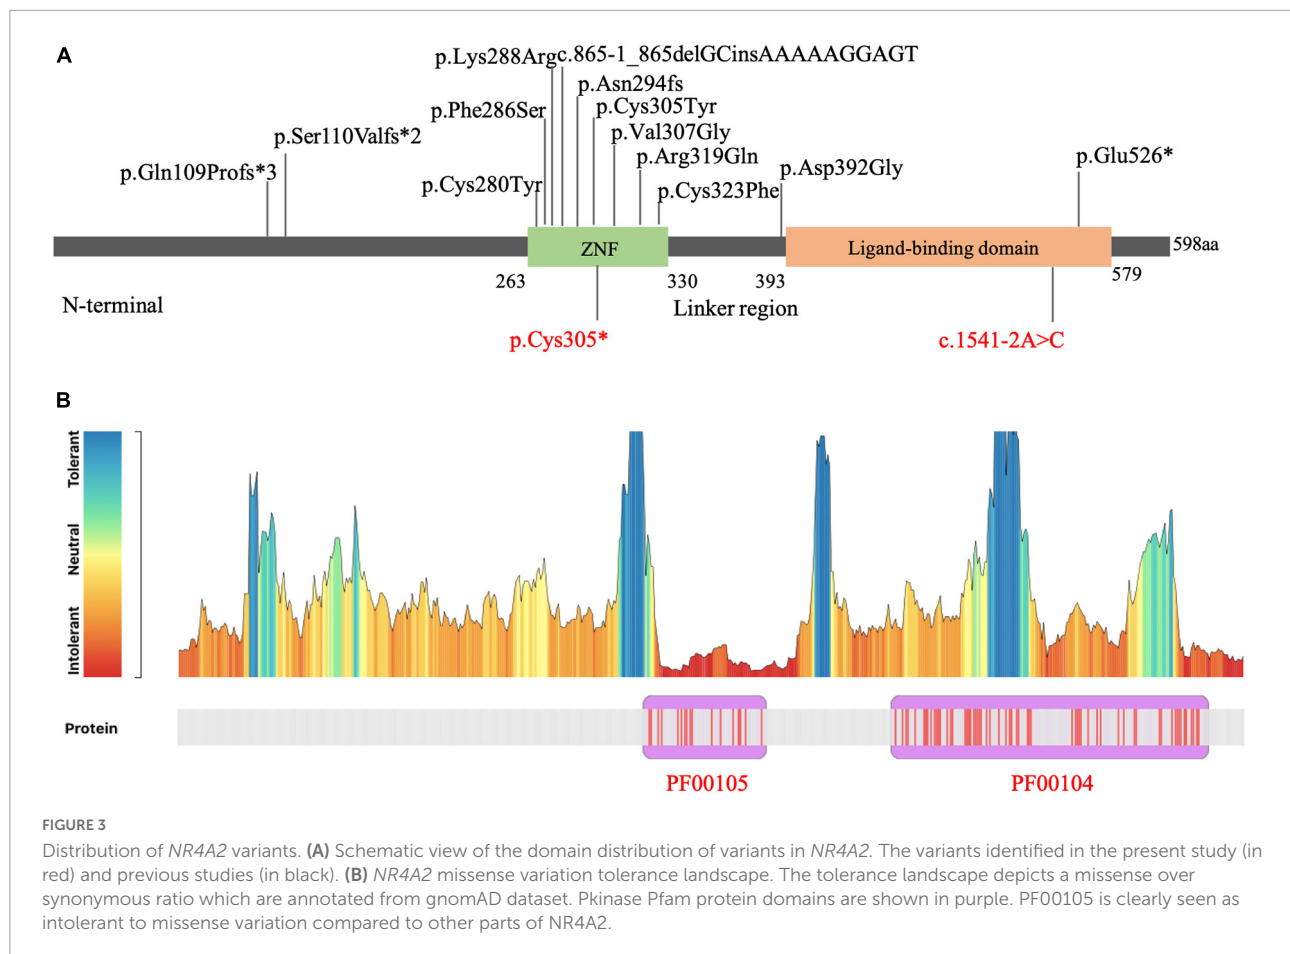 A
p.Lys288Argc.865-1_865delGCinsAAAAAGGAGT
p.Asn294fs
p.Phe286Ser
p.Cys305Tyr
p.Ser110Valfs*2
p.Val307Gly
p.Arg319Gln
p.Glu526*
p.Gln109Profs*3
p.Asp392Gly
p.Cys280Tyr
p.Cys323Phe
ZNF
Ligand-binding domain
598aa
263
330
393
579
N-terminal
Linker region
p.Cys305*
c.1541-2A>C
B
Tolerant
Neutral
Intolerant
Protein
PF00105
PF00104
FIGURE 3
Distribution of NR4A2 variants. (A) Schematic view of the domain distribution of variants in NR4A2. The variants identified in the present study (in
red) and previous studies (in black). (B) NR4A2 missense variation tolerance landscape. The tolerance landscape depicts a missense over
synonymous ratio which are annotated from gnomAD dataset. Pkinase Pfam protein domains are shown in purple. PF00105 is clearly seen as
intolerant to missense variation compared to other parts of NR4A2.